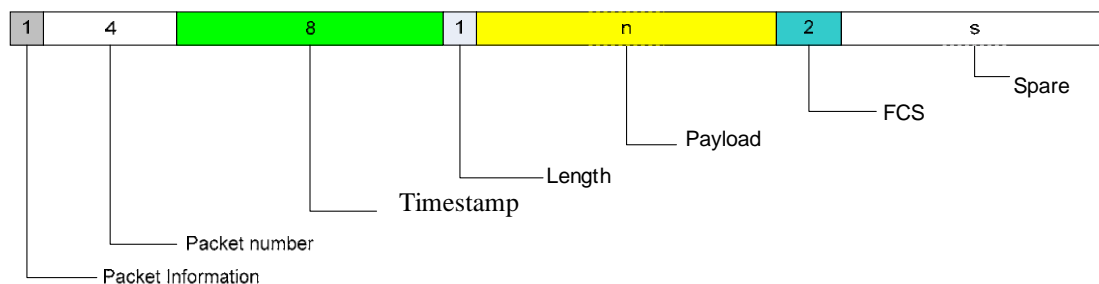 1 4 8 1 n 2 s
Spare
FCS
Payload
Length
Timestamp
Packet number
Packet Information